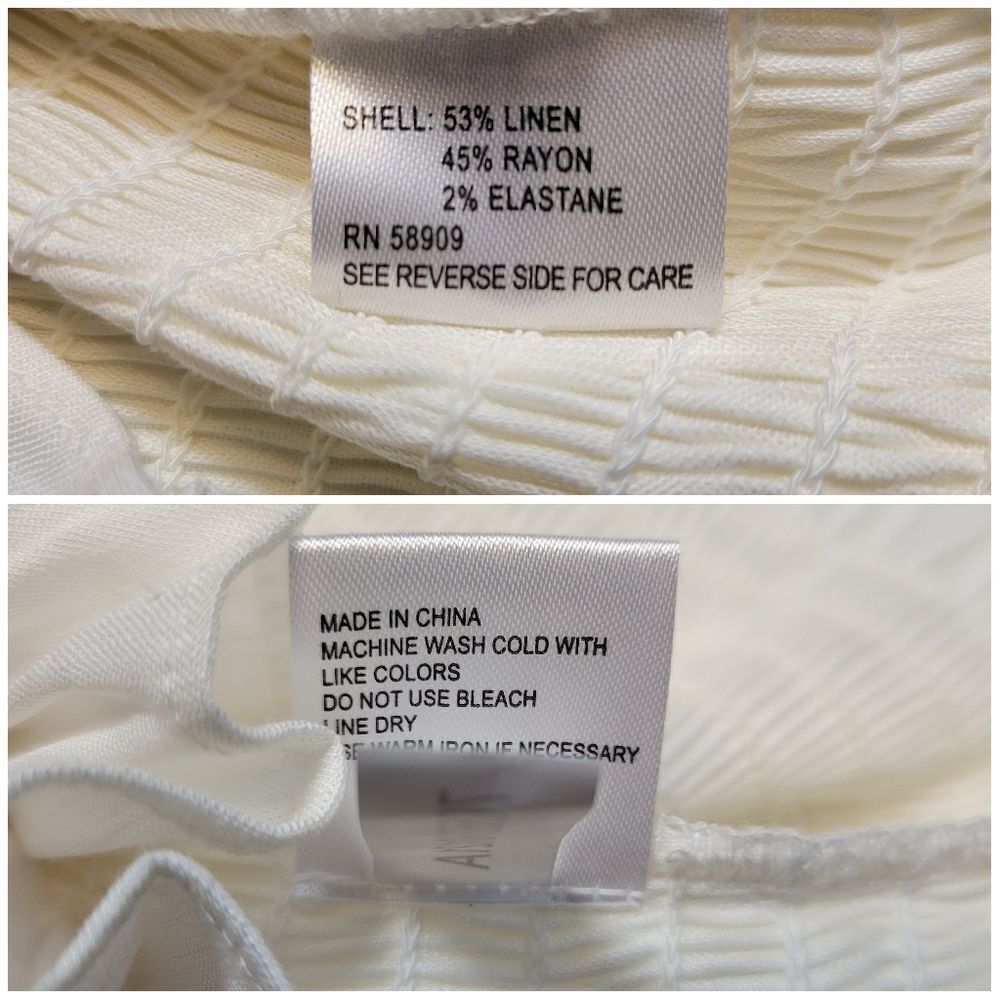 SHELL: 53% LINEN
45% RAYON
2% ELASTANE
RN 58909
SEE REVERSE SIDE FOR CARE
MADE IN CHINA
MACHINE WASH COLD WITH
LIKE COLORS
DO NOT USE BLEACH
LINE DRY
USE WARM IRON IF NECESSARY